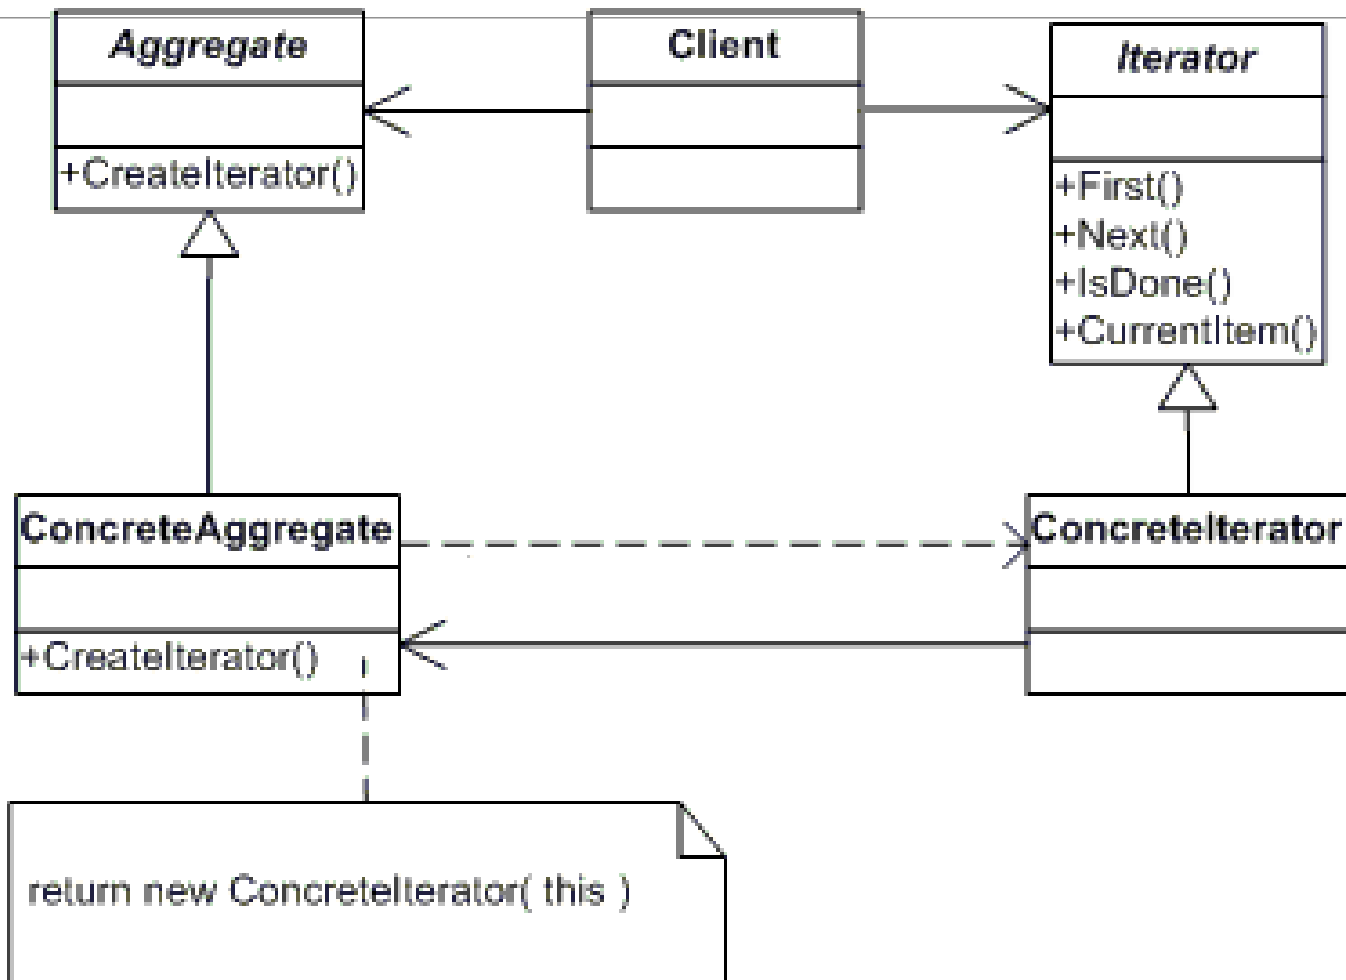 Aggregate
+CreateIterator()
Client
Iterator
+First()
+Next()
+IsDone()
+CurrentItem()
ConcreteAggregate
+CreateIterator()
ConcreteIterator
return new ConcreteIterator( this )